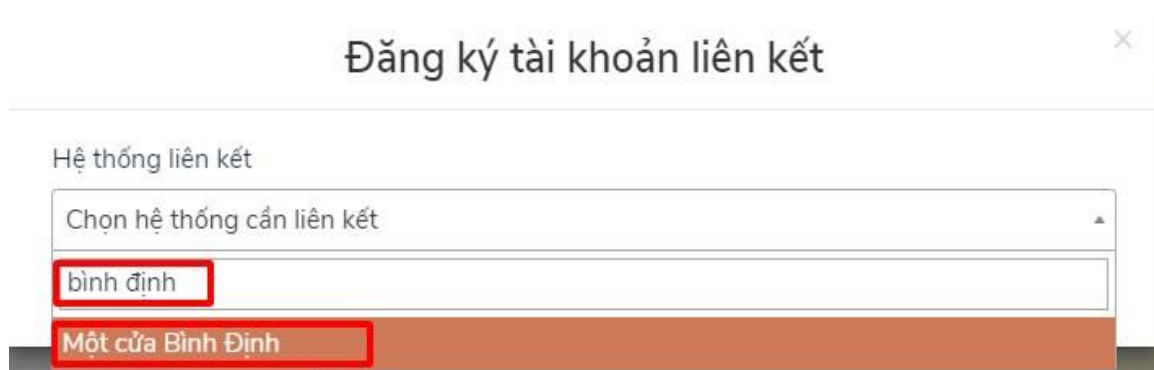 Đăng ký tài khoản liên kết
Hệ thống liên kết
Chọn hệ thống cần liên kết
bình định
Một cửa Bình Định